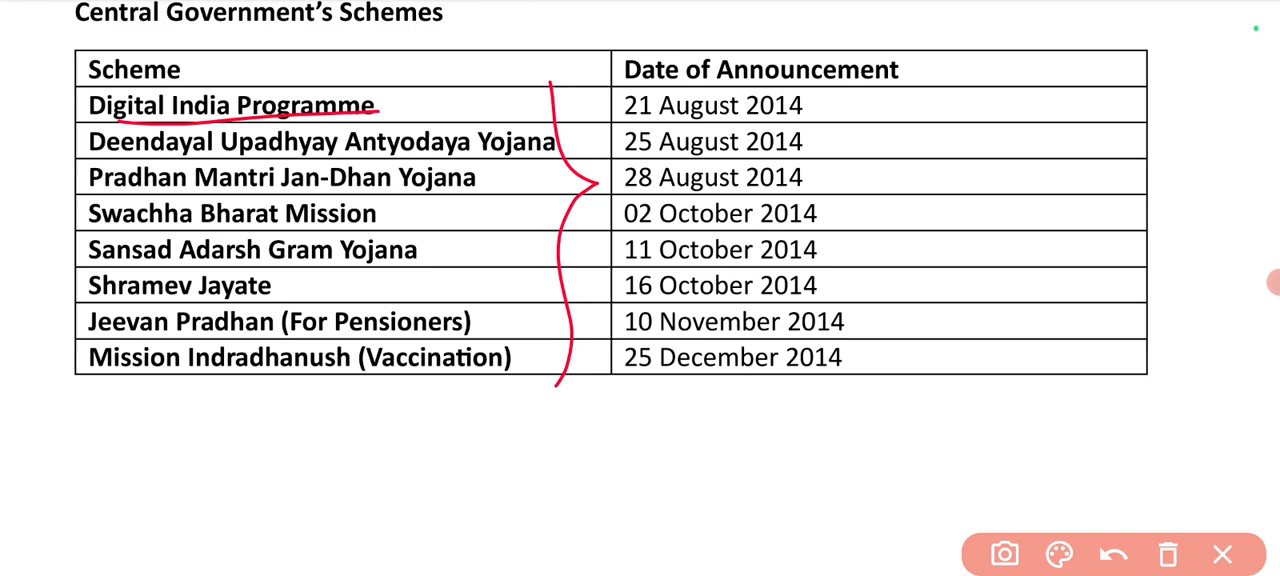 Central Government's Schemes
Scheme Date of Announcement
Digital India Programme 21 August 2014
Deendayal Upadhyay Antyodaya Yojana 25 August 2014
Pradhan Mantri Jan-Dhan Yojana 28 August 2014
Swachha Bharat Mission 02 October 2014
Sansad Adarsh Gram Yojana 11 October 2014
Shramev Jayate 16 October 2014
Jeevan Pradhan (For Pensioners) 10 November 2014
Mission Indradhanush (Vaccination) 25 December 2014